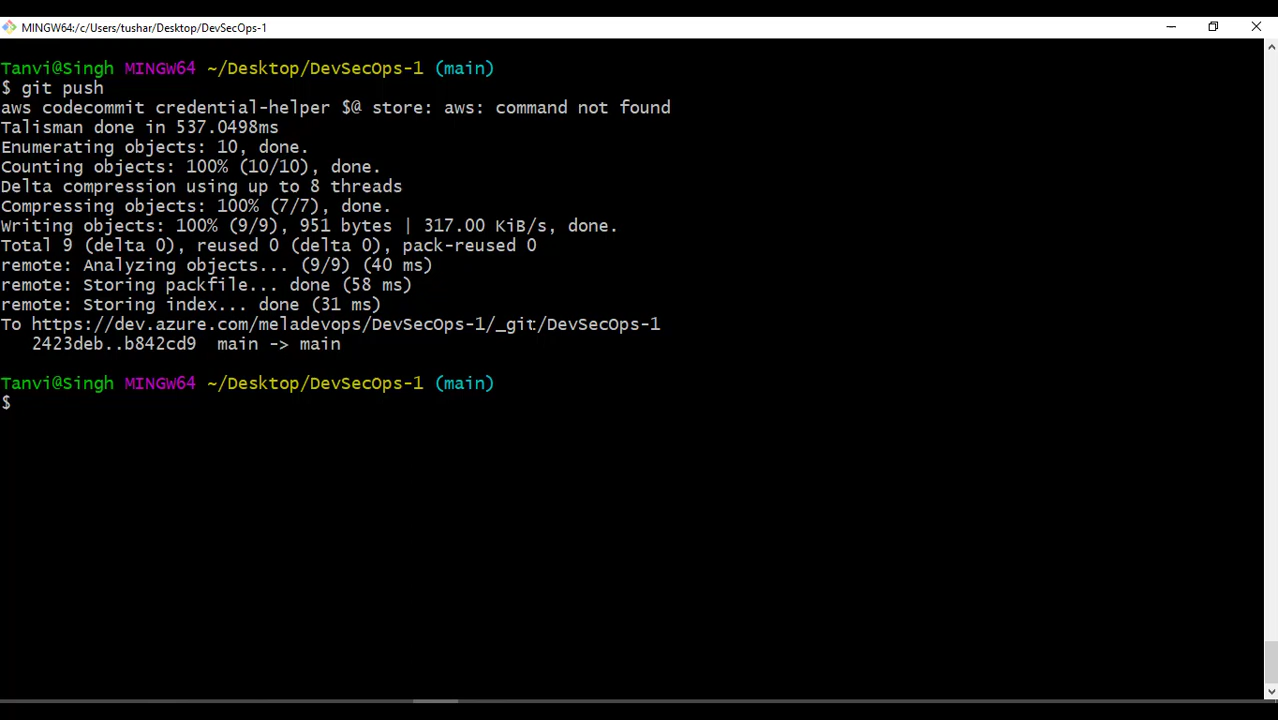 MINGW64:/c/Users/tushar/Desktop/DevSecOps-1
Tanvi@Singh MINGW64 ~/Desktop/DevSecOps-1 (main)
$ git push
aws codecommit credential-helper $@ store: aws: command not found
Talisman done in 537.0498ms
Enumerating objects: 10, done.
Counting objects: 100% (10/10), done.
Delta compression using up to 8 threads
Compressing objects: 100% (7/7), done.
Writing objects: 100% (9/9), 951 bytes | 317.00 KiB/s, done.
Total 9 (delta 0), reused 0 (delta 0), pack-reused 0
remote: Analyzing objects... (9/9) (40 ms)
remote: Storing packfile... done (58 ms)
remote: Storing index... done (31 ms)
To https://dev.azure.com/meladevops/DevSecOps-1/_git/DevSecOps-1
   2423deb..b842cd9  main -> main
Tanvi@Singh MINGW64 ~/Desktop/DevSecOps-1 (main)
$